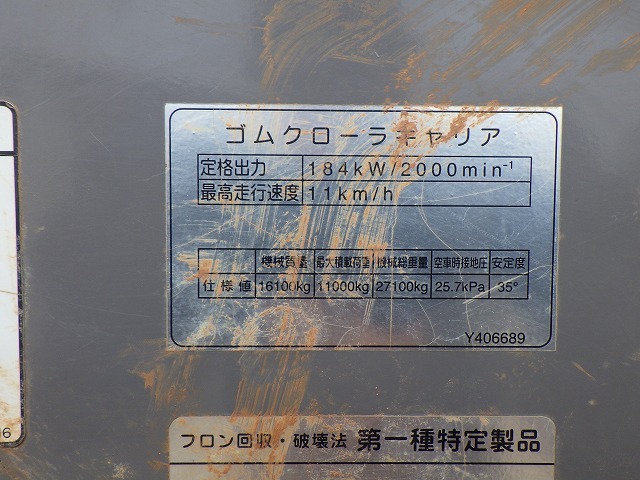 ゴムクローラキャリア
定格出力 184kW/2000min⁻¹
最高走行速度 11km/h
機械質量 最大積載荷重 機械総重量 空車時接地圧 安定度
仕様値 16100kg 11000kg 27100kg 25.7kPa 35°
Y406689
フロン回収・破壊法 第一種特定製品